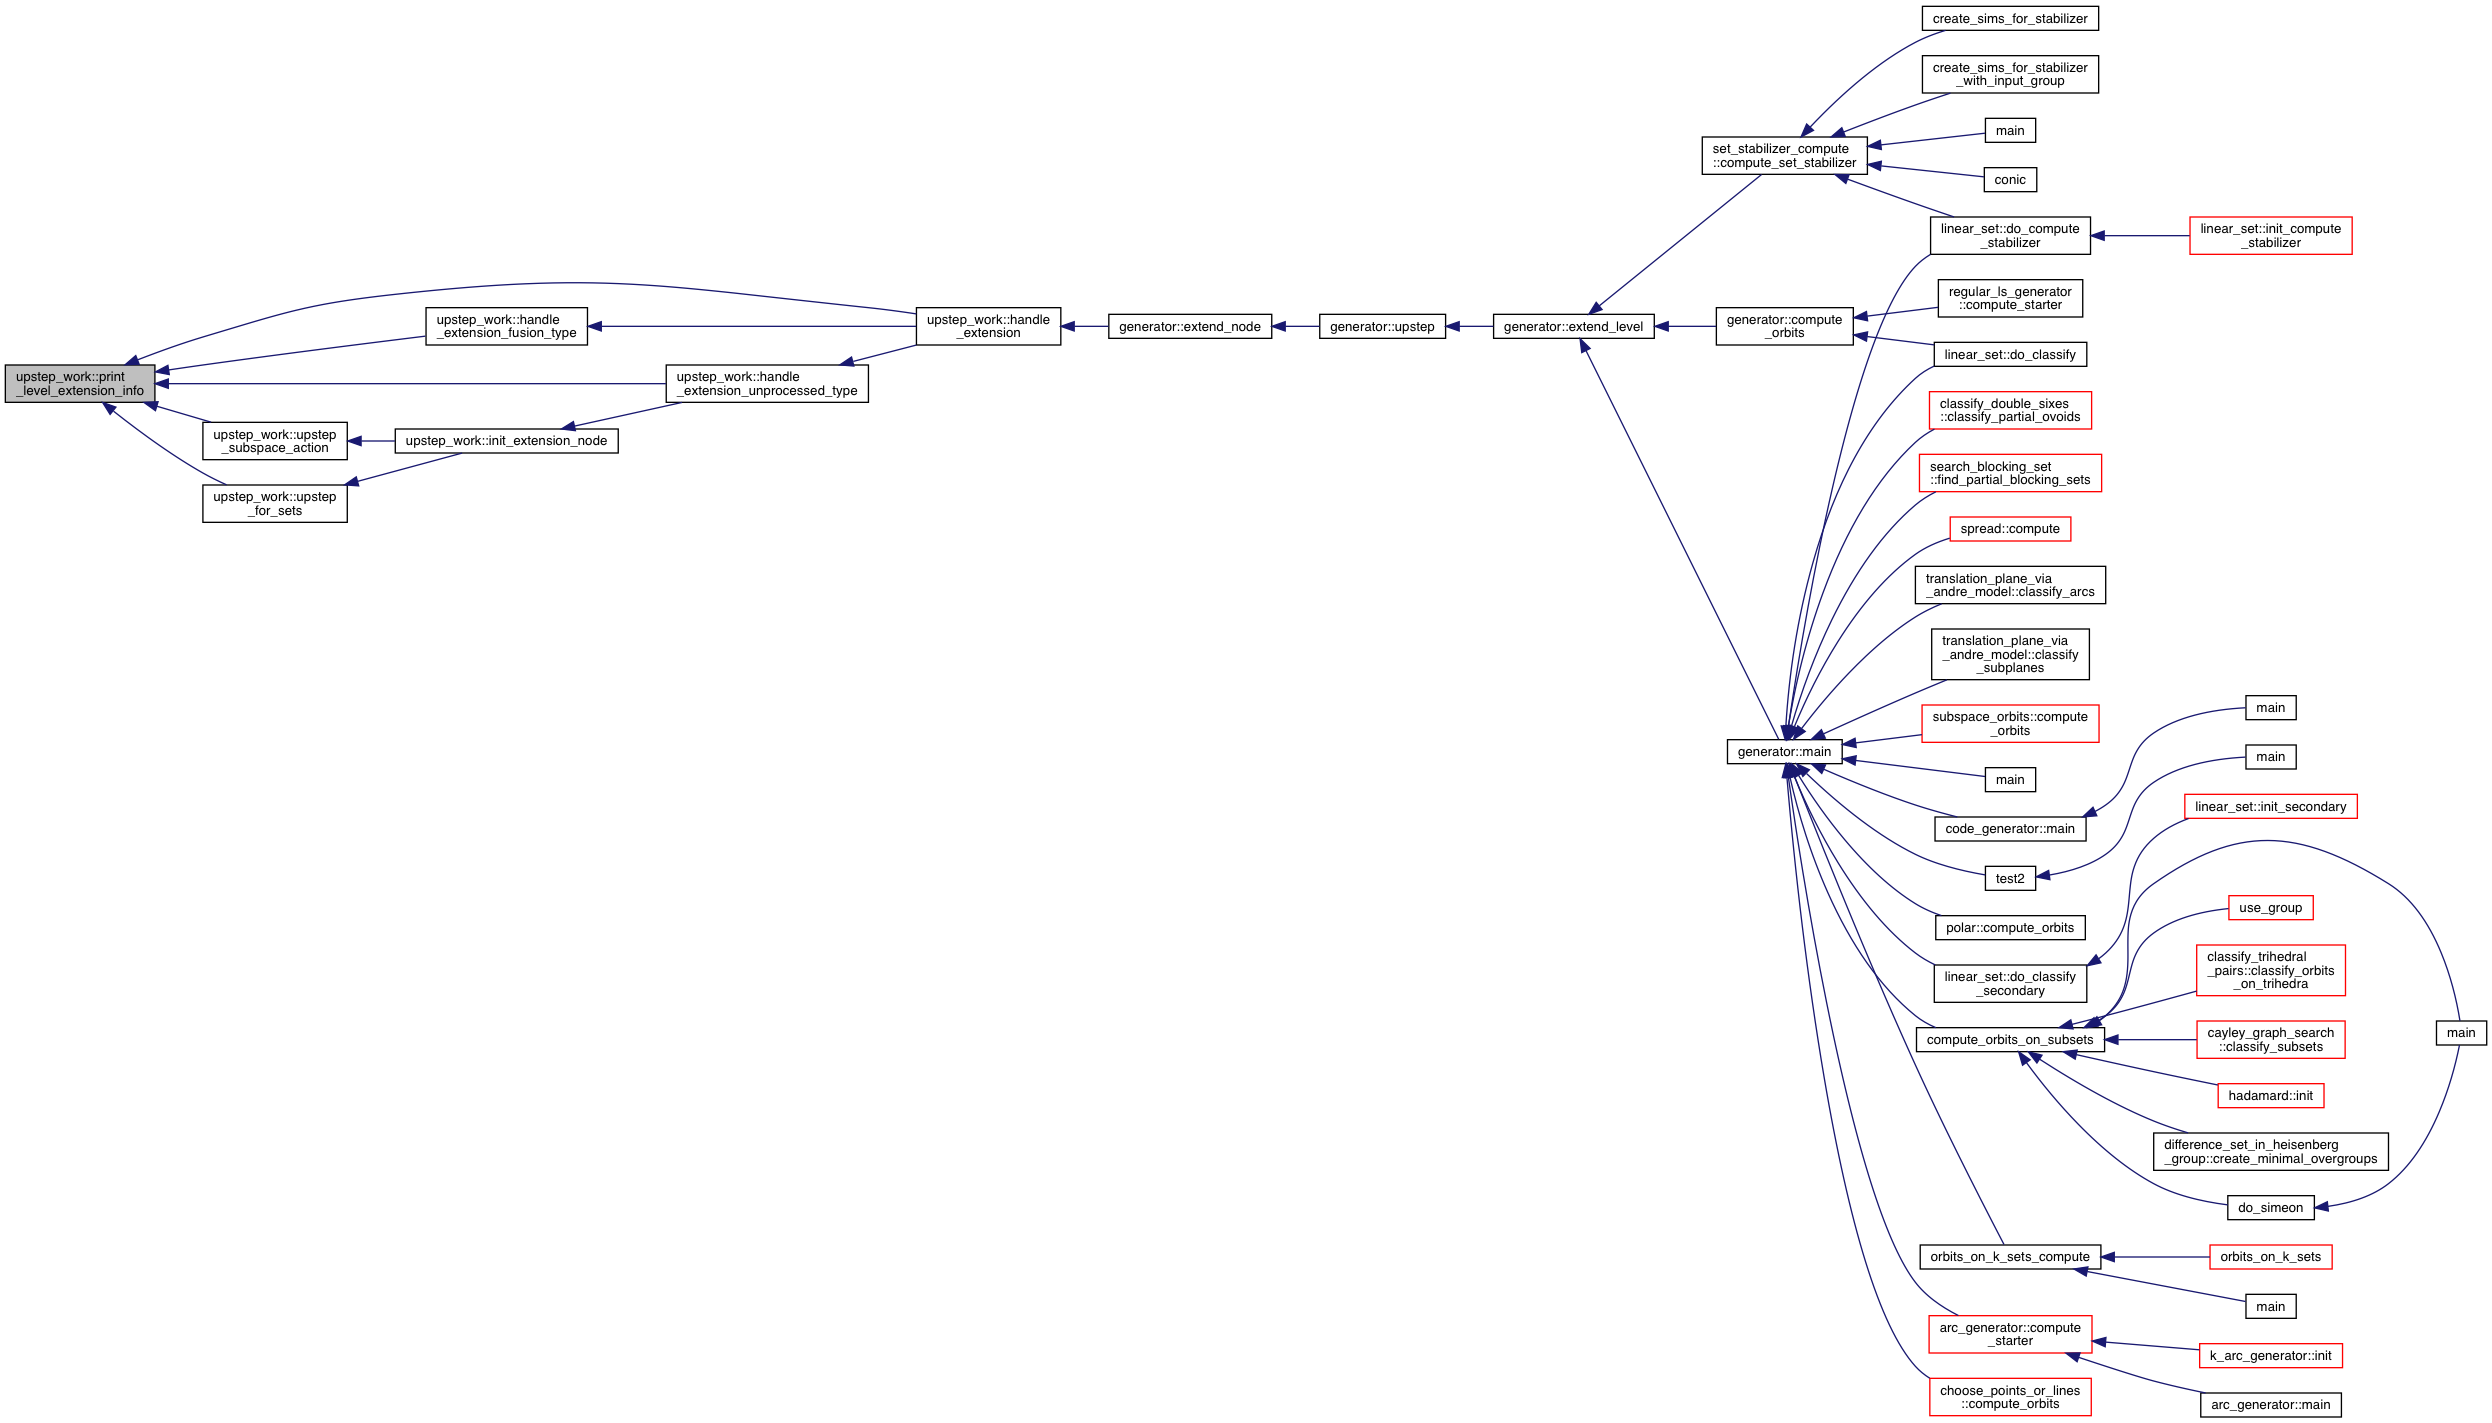 upstep_work::print
_level_extension_info
upstep_work::handle
_extension_fusion_type
upstep_work::handle
_extension_unprocessed_type
upstep_work::upstep
_subspace_action
upstep_work::init_extension_node
upstep_work::upstep
_for_sets
upstep_work::handle
_extension
generator::extend_node
generator::upstep
generator::extend_level
set_stabilizer_compute
::compute_set_stabilizer
generator::compute
_orbits
generator::main
create_sims_for_stabilizer
create_sims_for_stabilizer
_with_input_group
main
conic
linear_set::do_compute
_stabilizer
linear_set::init_compute
_stabilizer
regular_ls_generator
::compute_starter
linear_set::do_classify
classify_double_sixes
::classify_partial_ovoids
search_blocking_set
::find_partial_blocking_sets
spread::compute
translation_plane_via
_andre_model::classify_arcs
translation_plane_via
_andre_model::classify
_subplanes
subspace_orbits::compute
_orbits
main
code_generator::main
test2
polar::compute_orbits
linear_set::do_classify
_secondary
compute_orbits_on_subsets
orbits_on_k_sets_compute
arc_generator::compute
_starter
choose_points_or_lines
::compute_orbits
main
main
linear_set::init_secondary
use_group
classify_trihedral
_pairs::classify_orbits
_on_trihedra
cayley_graph_search
::classify_subsets
hadamard::init
difference_set_in_heisenberg
_group::create_minimal_overgroups
do_simeon
main
orbits_on_k_sets
main
k_arc_generator::init
arc_generator::main